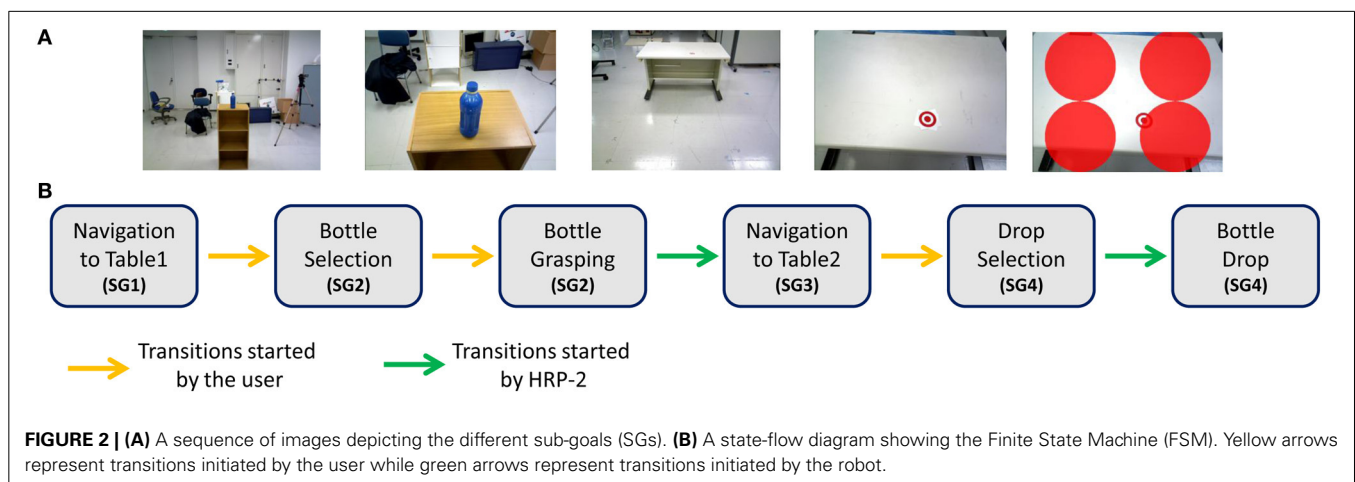 A
B
Navigation
to Table1
(SG1)
Bottle
Selection
(SG2)
Bottle
Grasping
(SG2)
Navigation
to Table2
(SG3)
Drop
Selection
(SG4)
Bottle
Drop
(SG4)
Transitions started
by the user
Transitions started
by HRP-2
FIGURE 2 | (A) A sequence of images depicting the different sub-goals (SGs). (B) A state-flow diagram showing the Finite State Machine (FSM). Yellow arrows
represent transitions initiated by the user while green arrows represent transitions initiated by the robot.